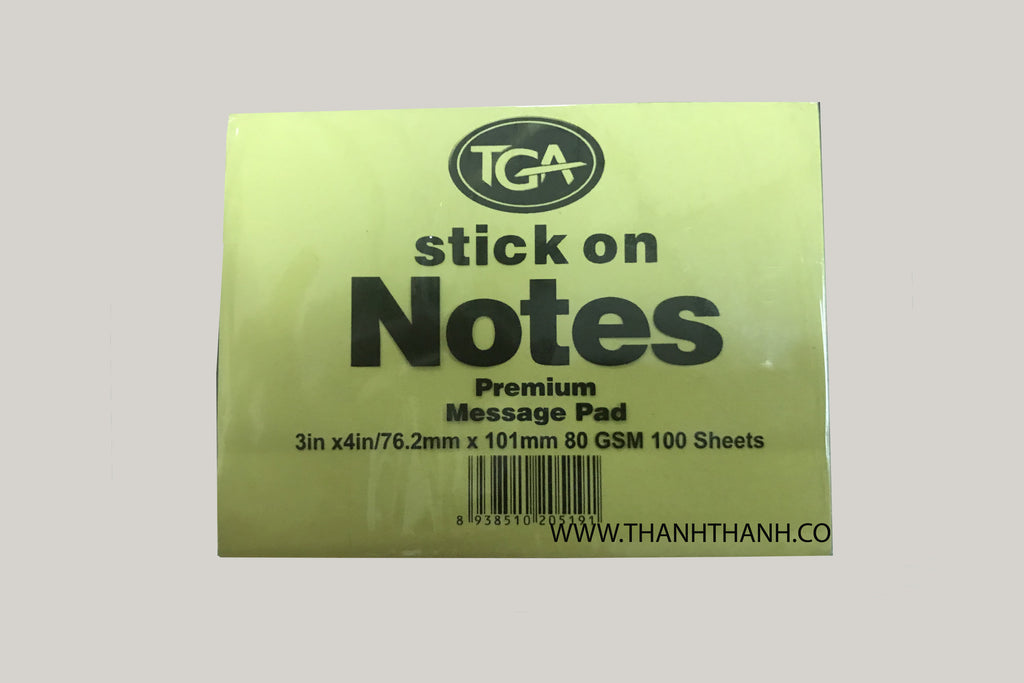 TGA
stick on
Notes
Premium
Message Pad
3in x4in/76.2mm x 101mm 80 GSM 100 Sheets
8 938510 205191
WWW.THANHTHANH.CO